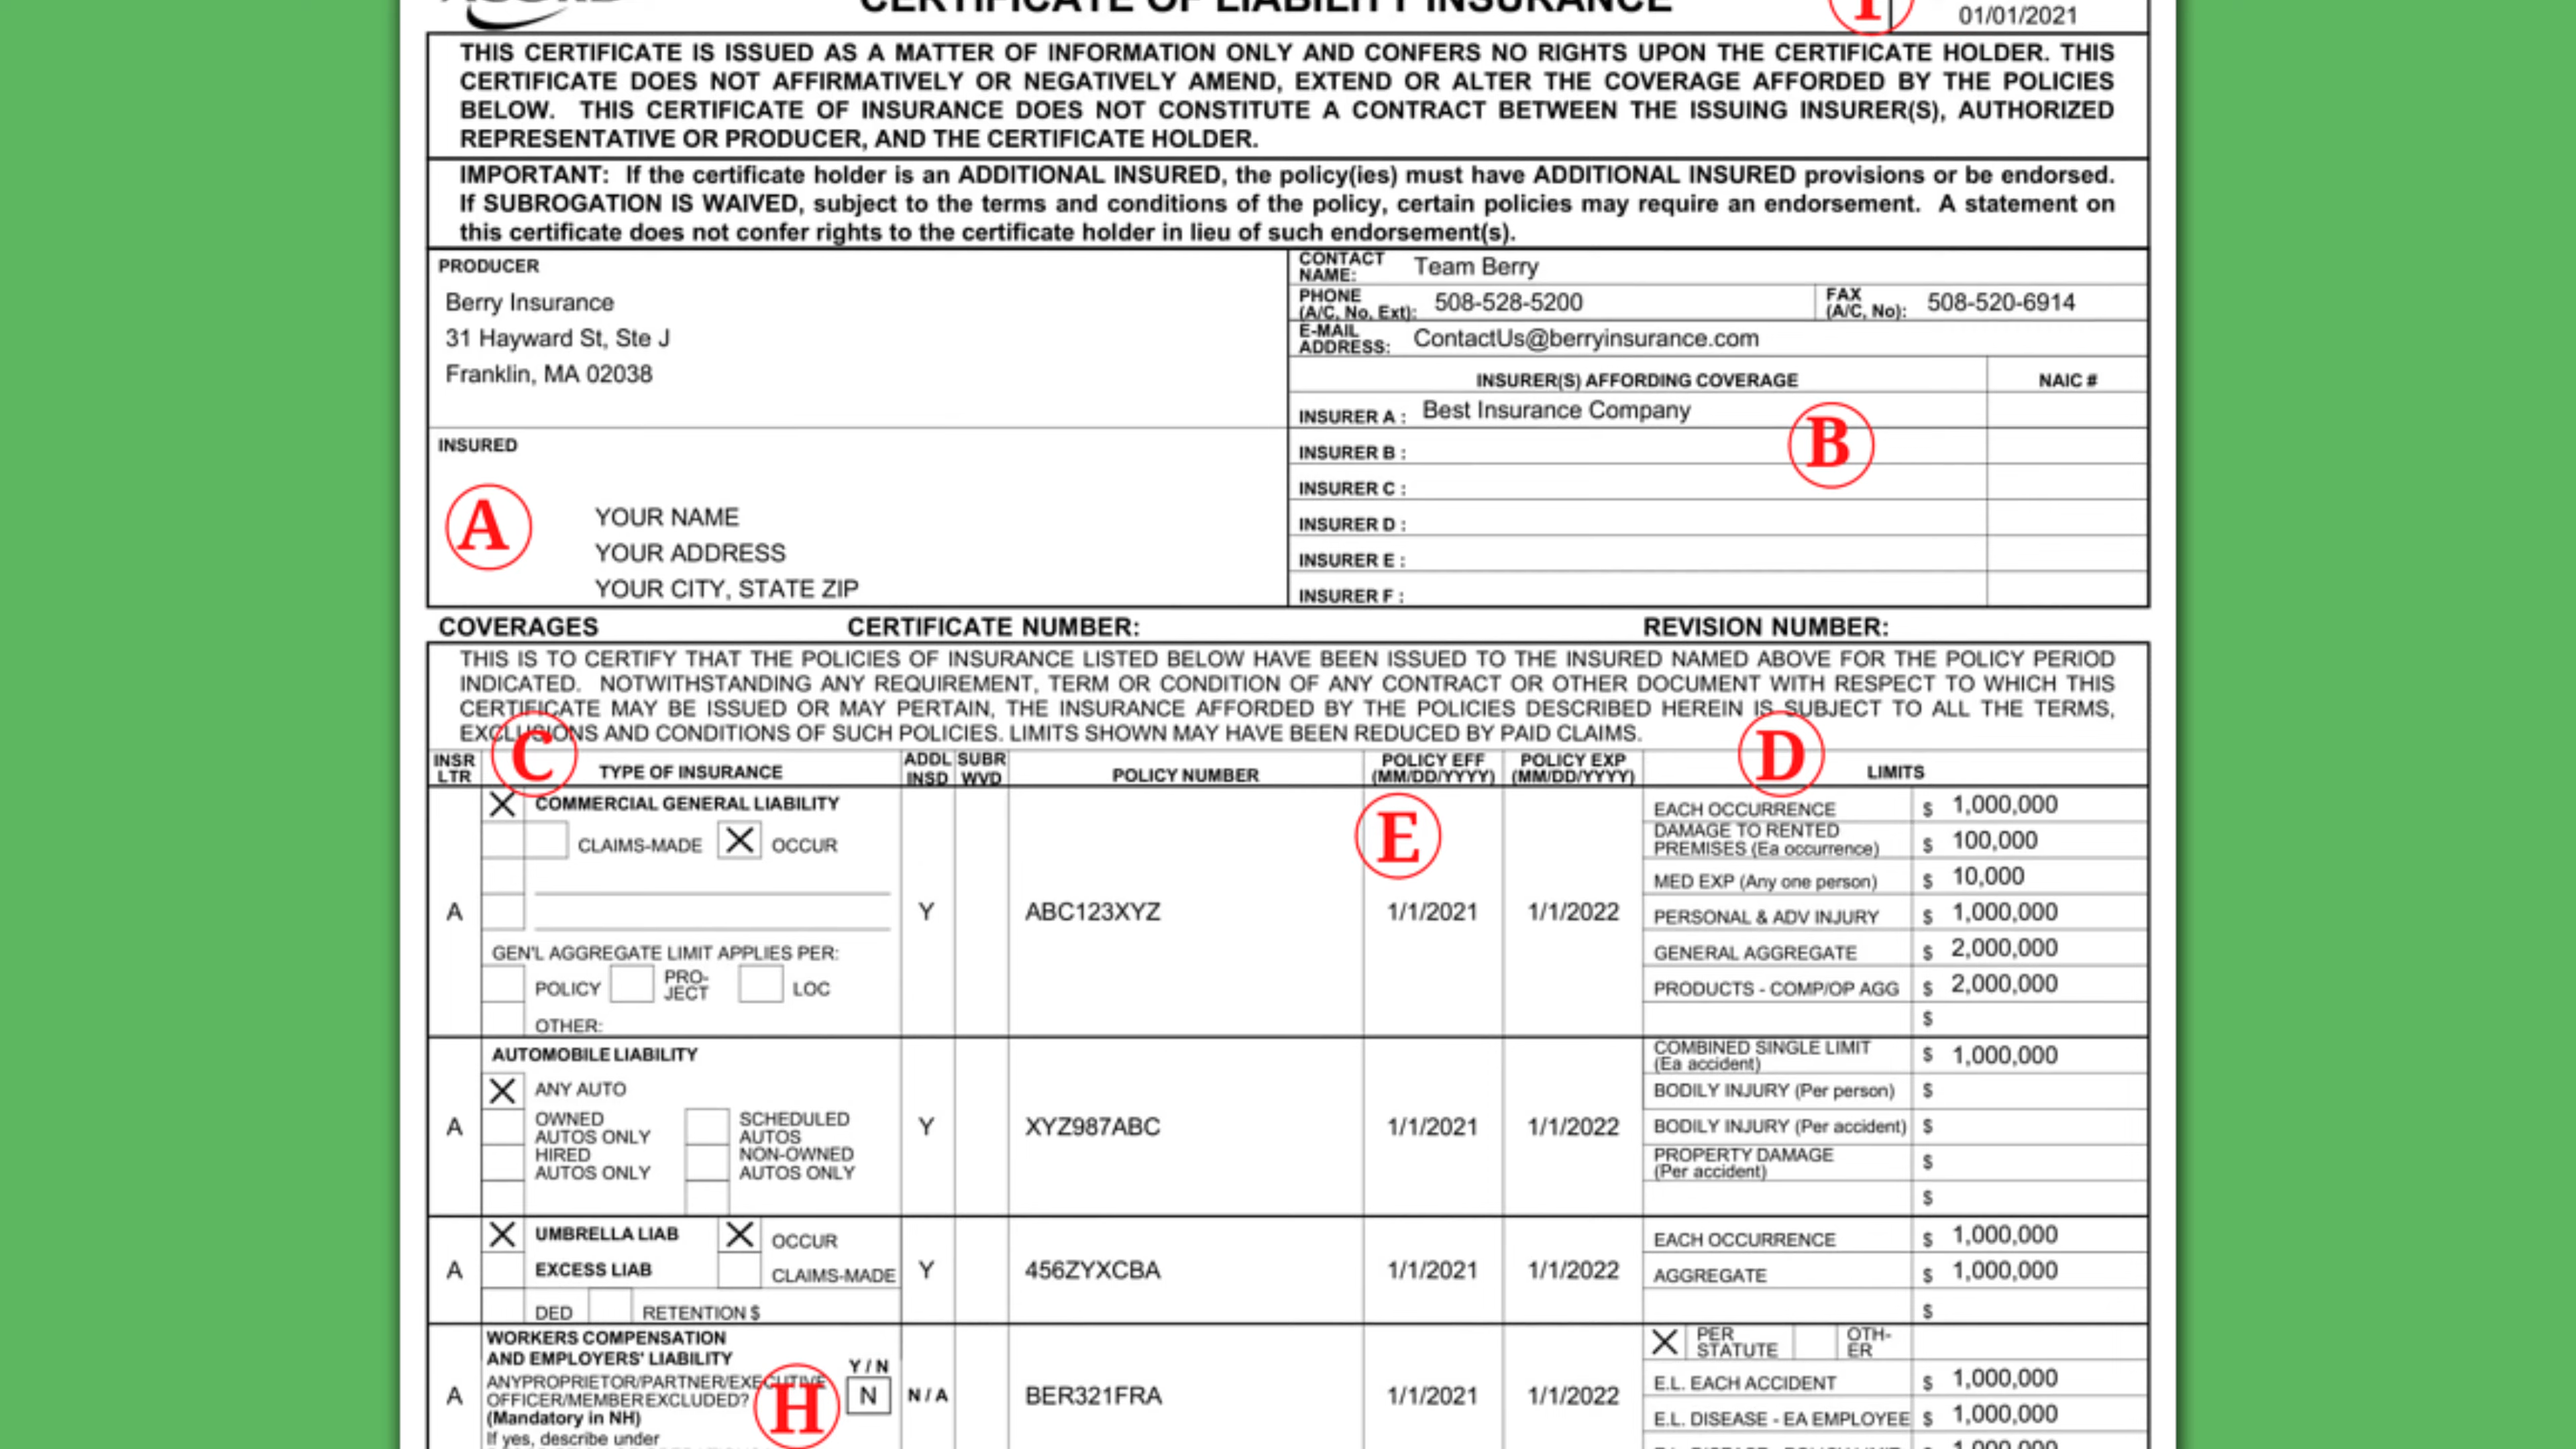 ACORD
CERTIFICATE OF LIABILITY INSURANCE
01/01/2021
THIS CERTIFICATE IS ISSUED AS A MATTER OF INFORMATION ONLY AND CONFERS NO RIGHTS UPON THE CERTIFICATE HOLDER. THIS
CERTIFICATE DOES NOT AFFIRMATIVELY OR NEGATIVELY AMEND, EXTEND OR ALTER THE COVERAGE AFFORDED BY THE POLICIES
BELOW. THIS CERTIFICATE OF INSURANCE DOES NOT CONSTITUTE A CONTRACT BETWEEN THE ISSUING INSURER(S), AUTHORIZED
REPRESENTATIVE OR PRODUCER, AND THE CERTIFICATE HOLDER.
IMPORTANT: If the certificate holder is an ADDITIONAL INSURED, the policy(ies) must have ADDITIONAL INSURED provisions or be endorsed.
If SUBROGATION IS WAIVED, subject to the terms and conditions of the policy, certain policies may require an endorsement. A statement on
this certificate does not confer rights to the certificate holder in lieu of such endorsement(s).
PRODUCER
Berry Insurance
31 Hayward St, Ste J
Franklin, MA 02038
CONTACT NAME: Team Berry
PHONE (A/C, No, Ext): 508-528-5200 FAX (A/C, No): 508-520-6914
E-MAIL ADDRESS: ContactUs@berryinsurance.com
INSURER(S) AFFORDING COVERAGE NAIC #
INSURER A : Best Insurance Company
B
INSURER B :
INSURER C :
INSURER D :
INSURER E :
INSURER F :
INSURED
A
YOUR NAME
YOUR ADDRESS
YOUR CITY, STATE ZIP
COVERAGES CERTIFICATE NUMBER: REVISION NUMBER:
THIS IS TO CERTIFY THAT THE POLICIES OF INSURANCE LISTED BELOW HAVE BEEN ISSUED TO THE INSURED NAMED ABOVE FOR THE POLICY PERIOD
INDICATED. NOTWITHSTANDING ANY REQUIREMENT, TERM OR CONDITION OF ANY CONTRACT OR OTHER DOCUMENT WITH RESPECT TO WHICH THIS
CERTIFICATE MAY BE ISSUED OR MAY PERTAIN, THE INSURANCE AFFORDED BY THE POLICIES DESCRIBED HEREIN IS SUBJECT TO ALL THE TERMS,
EXCLUSIONS AND CONDITIONS OF SUCH POLICIES. LIMITS SHOWN MAY HAVE BEEN REDUCED BY PAID CLAIMS.
C D
INSR LTR TYPE OF INSURANCE ADDL INSD SUBR WVD POLICY NUMBER POLICY EFF (MM/DD/YYYY) POLICY EXP (MM/DD/YYYY) LIMITS
X COMMERCIAL GENERAL LIABILITY
CLAIMS-MADE X OCCUR
E
A Y ABC123XYZ 1/1/2021 1/1/2022
GEN'L AGGREGATE LIMIT APPLIES PER:
POLICY PRO-JECT LOC
OTHER:
EACH OCCURRENCE $ 1,000,000
DAMAGE TO RENTED PREMISES (Ea occurrence) $ 100,000
MED EXP (Any one person) $ 10,000
PERSONAL & ADV INJURY $ 1,000,000
GENERAL AGGREGATE $ 2,000,000
PRODUCTS - COMP/OP AGG $ 2,000,000
$
AUTOMOBILE LIABILITY
X ANY AUTO
OWNED AUTOS ONLY SCHEDULED AUTOS
HIRED AUTOS ONLY NON-OWNED AUTOS ONLY
A Y XYZ987ABC 1/1/2021 1/1/2022
COMBINED SINGLE LIMIT (Ea accident) $ 1,000,000
BODILY INJURY (Per person) $
BODILY INJURY (Per accident) $
PROPERTY DAMAGE (Per accident) $
$
X UMBRELLA LIAB X OCCUR
EXCESS LIAB CLAIMS-MADE
DED RETENTION $
A Y 456ZYXCBA 1/1/2021 1/1/2022
EACH OCCURRENCE $ 1,000,000
AGGREGATE $ 1,000,000
$
WORKERS COMPENSATION
AND EMPLOYERS' LIABILITY
Y / N
ANYPROPRIETOR/PARTNER/EXECUTIVE
OFFICER/MEMBEREXCLUDED?
(Mandatory in NH)
If yes, describe under
H
A N N / A BER321FRA 1/1/2021 1/1/2022
X PER STATUTE OTH-ER
E.L. EACH ACCIDENT $ 1,000,000
E.L. DISEASE - EA EMPLOYEE $ 1,000,000